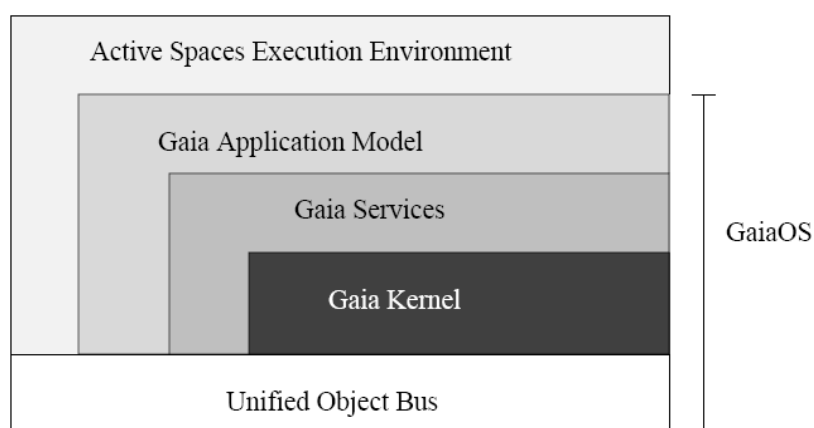 Active Spaces Execution Environment
Gaia Application Model
Gaia Services
GaiaOS
Gaia Kernel
Unified Object Bus